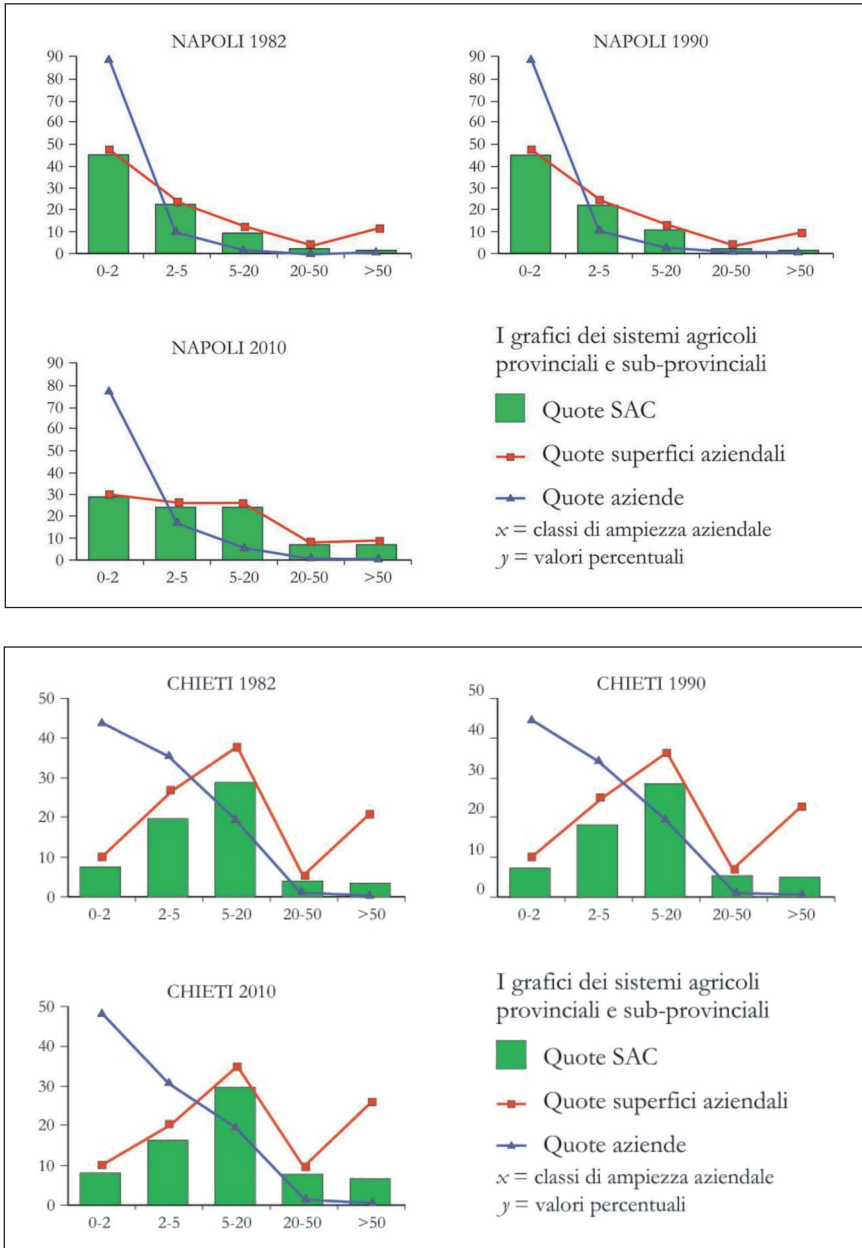 NAPOLI 1982
90
80
70
60
50
40
30
20
10
0
0-2 2-5 5-20 20-50 >50
NAPOLI 1990
90
80
70
60
50
40
30
20
10
0
0-2 2-5 5-20 20-50 >50
NAPOLI 2010
90
80
70
60
50
40
30
20
10
0
0-2 2-5 5-20 20-50 >50
I grafici dei sistemi agricoli
provinciali e sub-provinciali
Quote SAC
Quote superfici aziendali
Quote aziende
x = classi di ampiezza aziendale
y = valori percentuali
CHIETI 1982
50
40
30
20
10
0
0-2 2-5 5-20 20-50 >50
CHIETI 1990
50
40
30
20
10
0
0-2 2-5 5-20 20-50 >50
CHIETI 2010
50
40
30
20
10
0
0-2 2-5 5-20 20-50 >50
I grafici dei sistemi agricoli
provinciali e sub-provinciali
Quote SAC
Quote superfici aziendali
Quote aziende
x = classi di ampiezza aziendale
y = valori percentuali